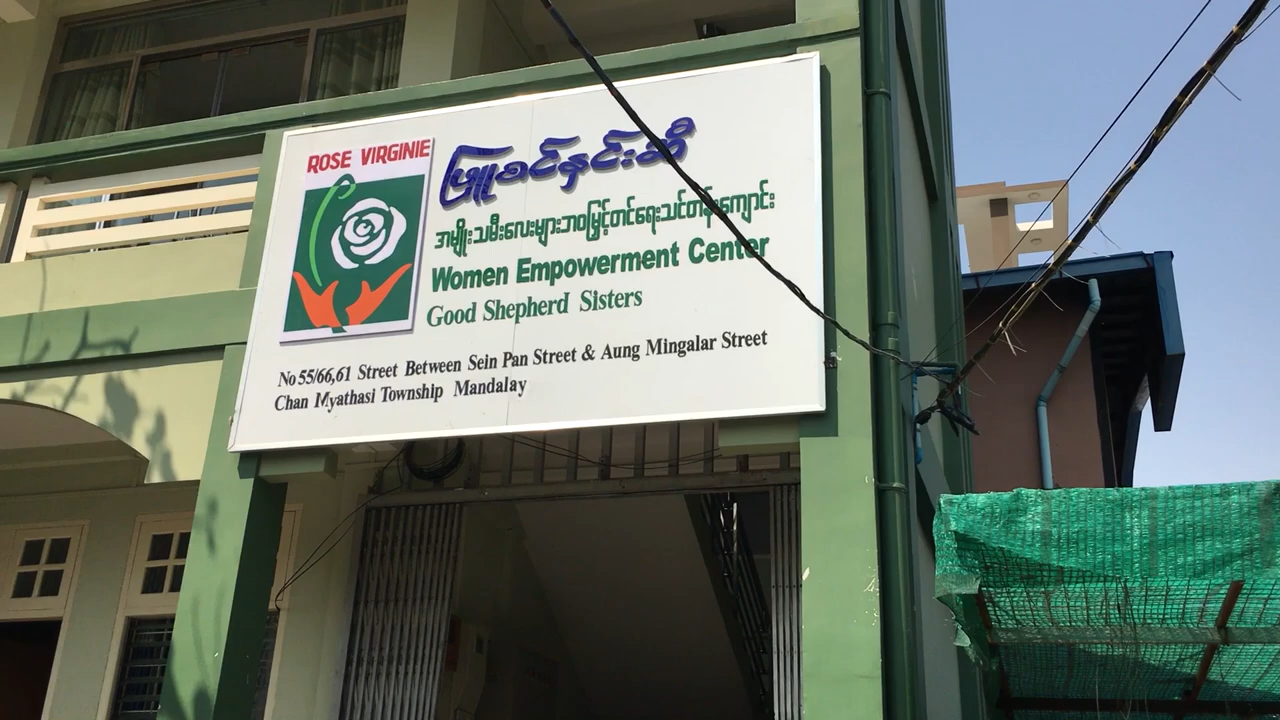 ROSE VIRGINIE
ဖြူစင်နှင်းဆီ
အမျိုးသမီးလေးများဘဝမြှင့်တင်ရေးသင်တန်းကျောင်း
Women Empowerment Center
Good Shepherd Sisters
No 55/66,61 Street Between Sein Pan Street & Aung Mingalar Street
Chan Myathasi Township Mandalay